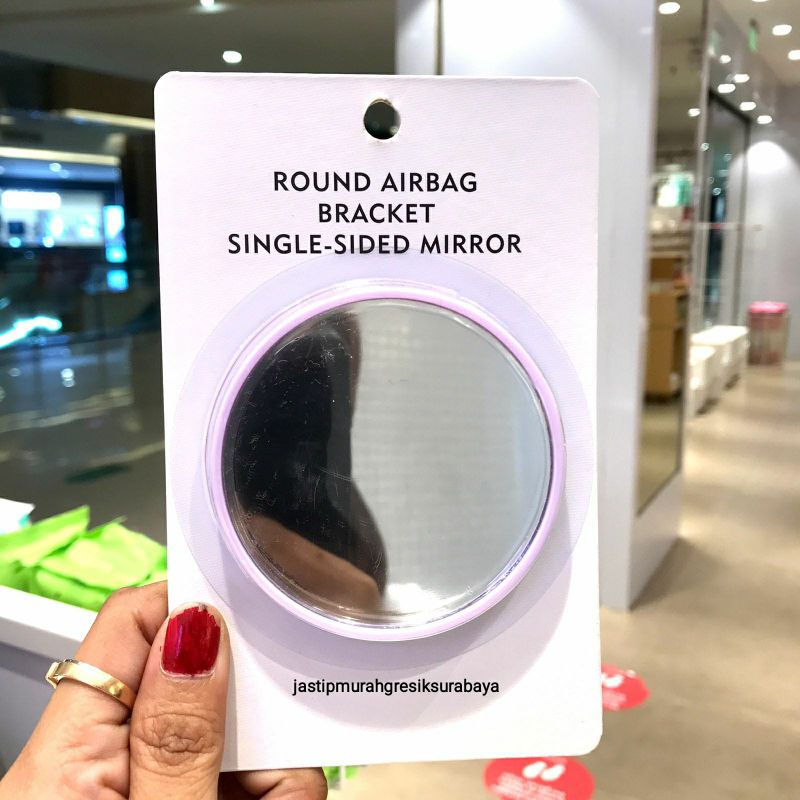 ROUND AIRBAG
BRACKET
SINGLE-SIDED MIRROR
jastipmurahgresiksurabaya